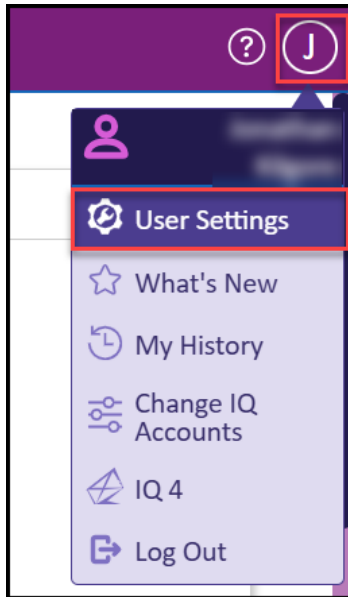 ? J
User Settings
What's New
My History
Change IQ
Accounts
IQ 4
Log Out